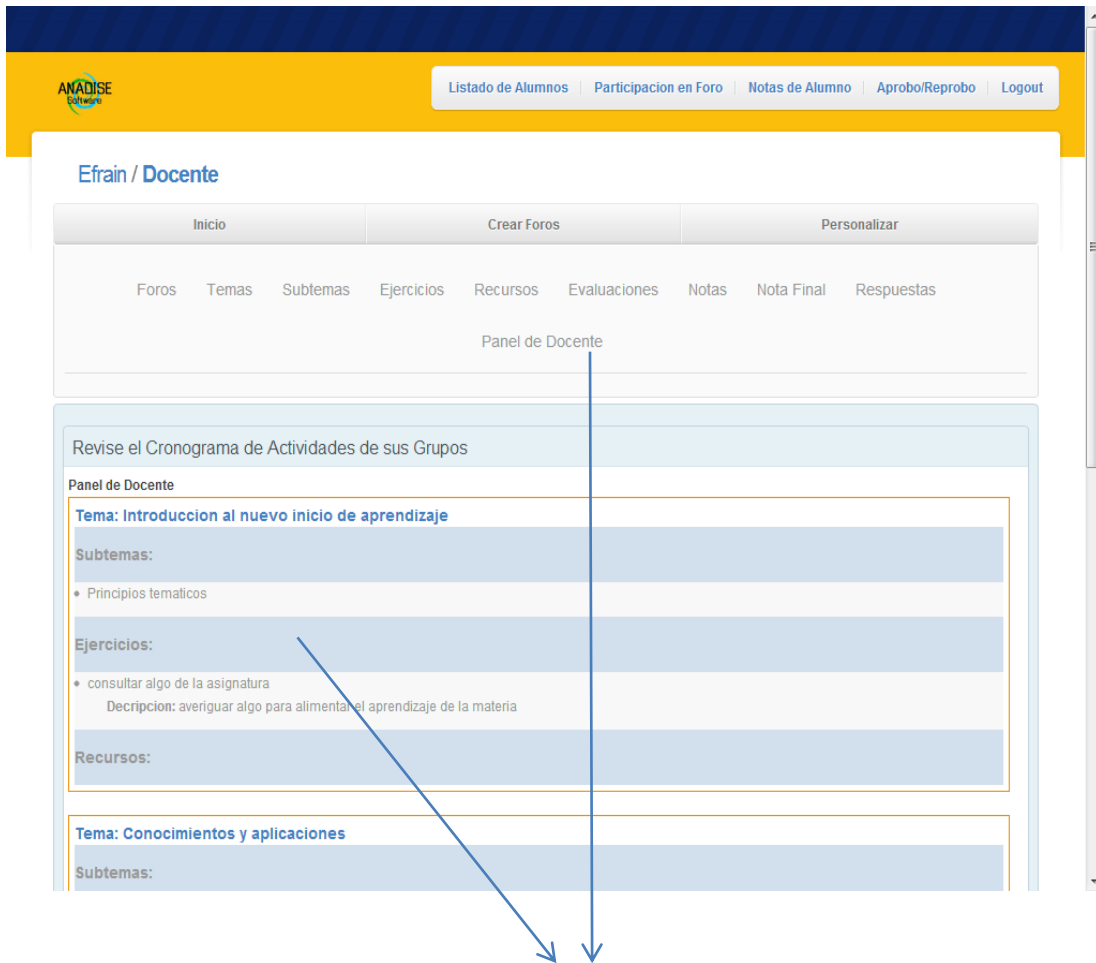 ANADISE
Software
Listado de Alumnos Participacion en Foro Notas de Alumno Aprobo/Reprobo Logout
Efrain / Docente
Inicio Crear Foros Personalizar
Foros Temas Subtemas Ejercicios Recursos Evaluaciones Notas Nota Final Respuestas
Panel de Docente
Revise el Cronograma de Actividades de sus Grupos
Panel de Docente
Tema: Introduccion al nuevo inicio de aprendizaje
Subtemas:
• Principios tematicos
Ejercicios:
• consultar algo de la asignatura
Decripcion: averiguar algo para alimentar el aprendizaje de la materia
Recursos:
Tema: Conocimientos y aplicaciones
Subtemas: